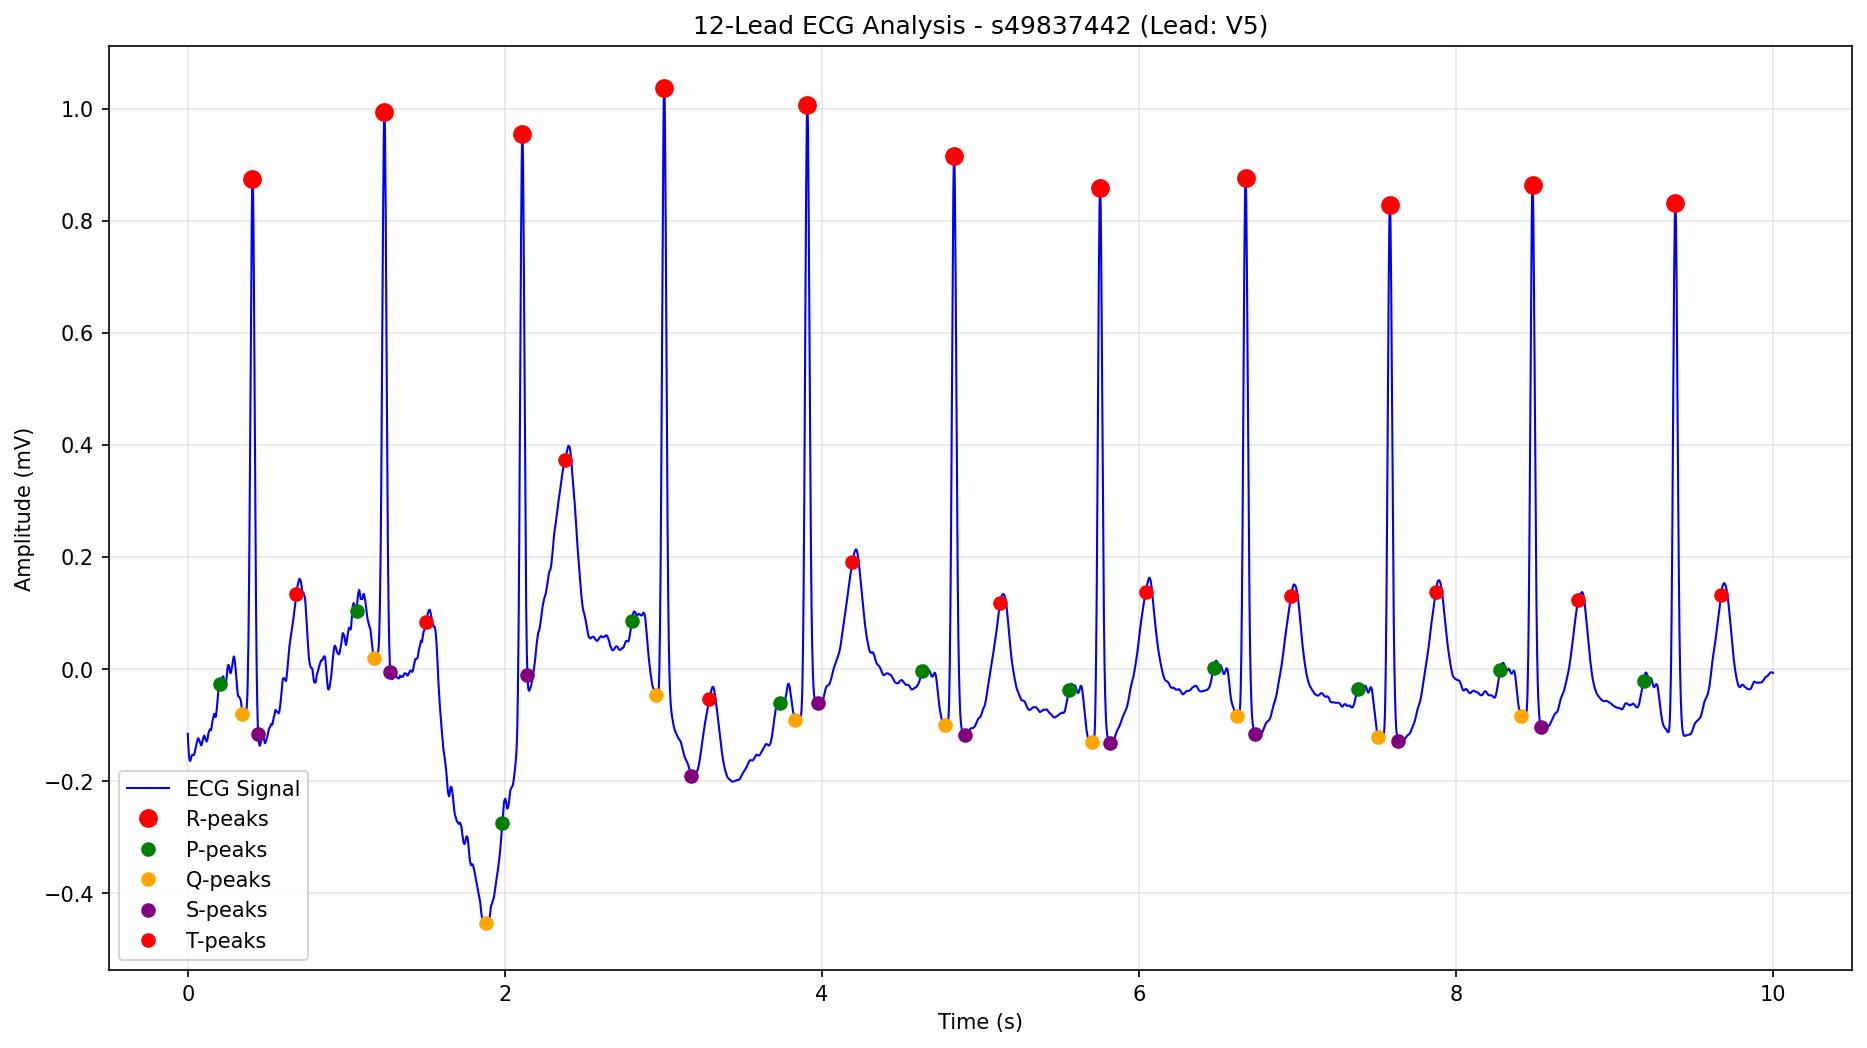 12-Lead ECG Analysis - s49837442 (Lead: V5)
1.0
0.8
0.6
0.4
0.2
0.0
−0.2
−0.4
Amplitude (mV)
ECG Signal
R-peaks
P-peaks
Q-peaks
S-peaks
T-peaks
0 2 4 6 8 10
Time (s)